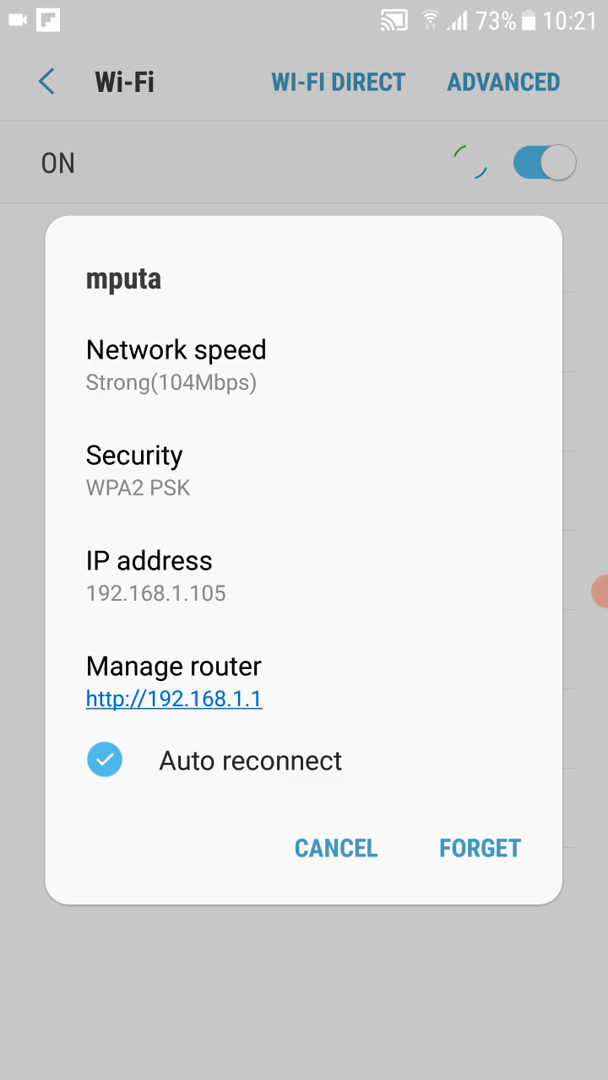 73% 10:21
Wi-Fi WI-FI DIRECT ADVANCED
ON
mputa
Network speed
Strong(104Mbps)
Security
WPA2 PSK
IP address
192.168.1.105
Manage router
http://192.168.1.1
Auto reconnect
CANCEL FORGET